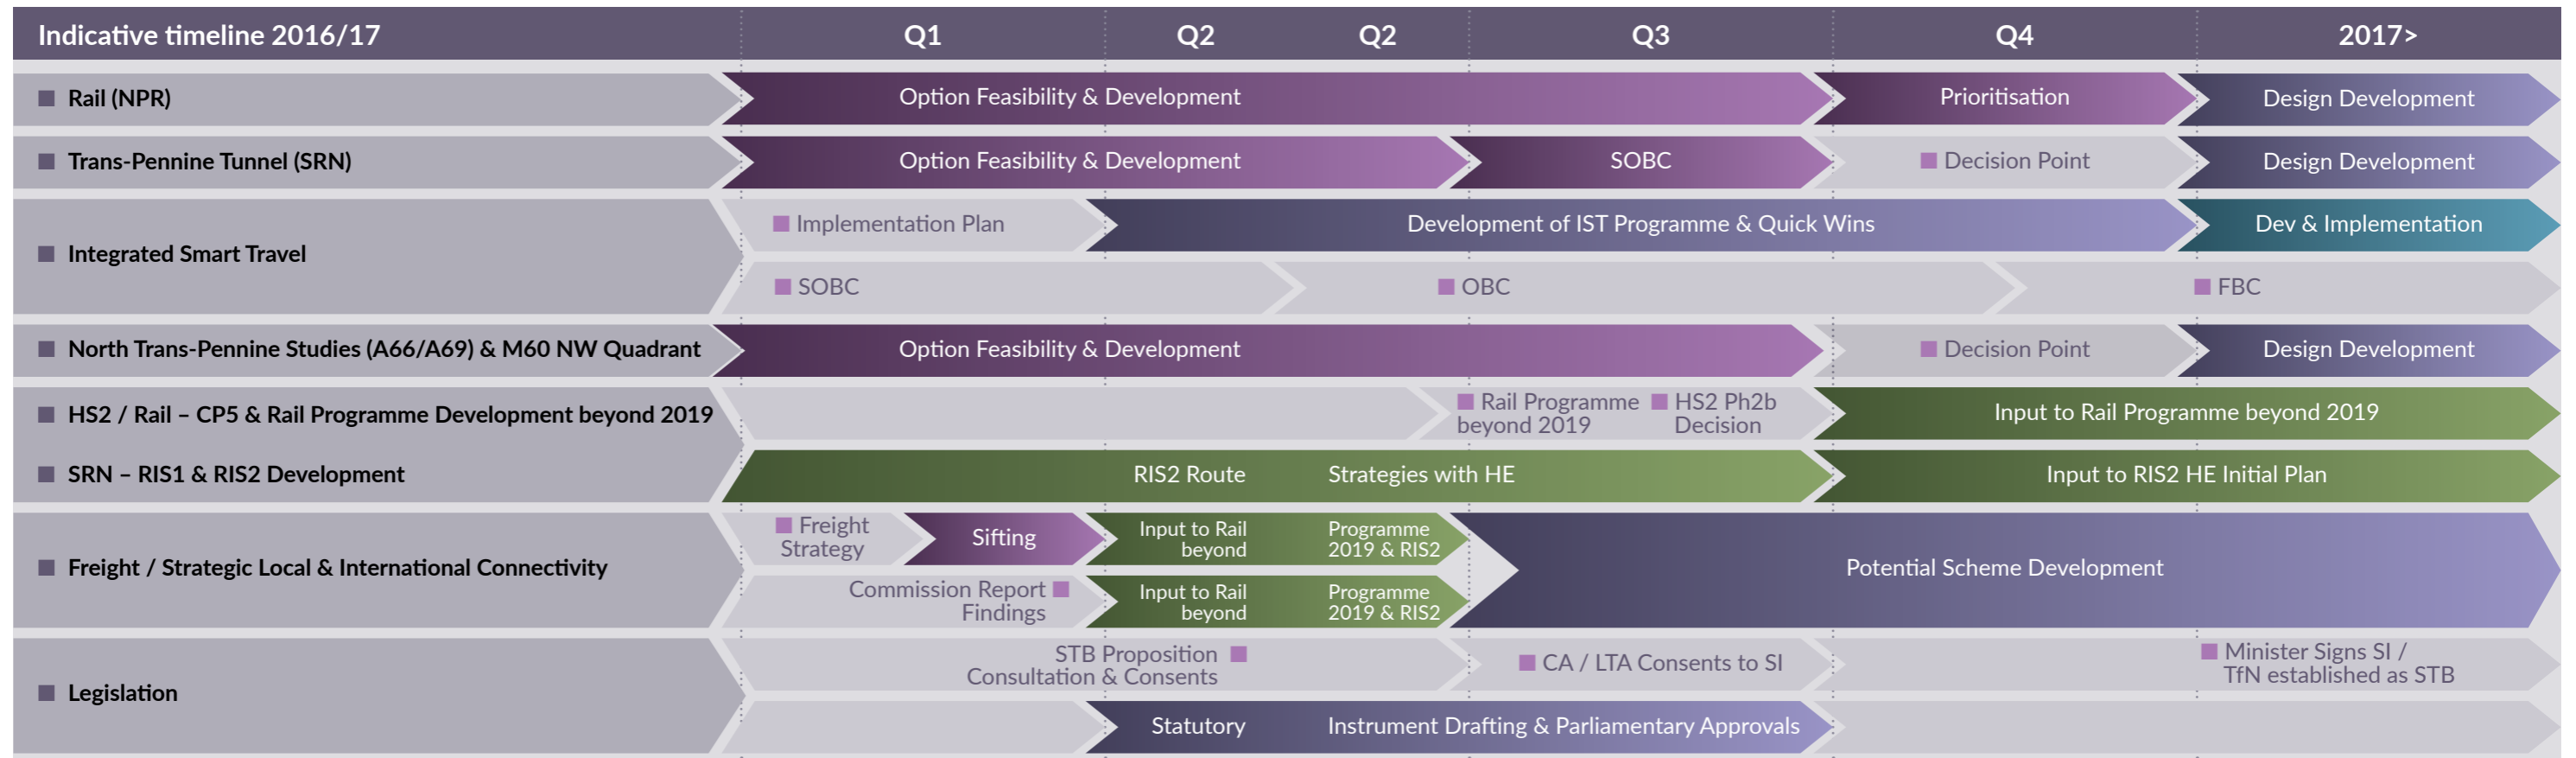 Indicative timeline 2016/17 Q1 Q2 Q2 Q3 Q4 2017>
Rail (NPR) Option Feasibility & Development Prioritisation Design Development
Trans-Pennine Tunnel (SRN) Option Feasibility & Development SOBC Decision Point Design Development
Integrated Smart Travel
Implementation Plan Development of IST Programme & Quick Wins Dev & Implementation
SOBC OBC FBC
North Trans-Pennine Studies (A66/A69) & M60 NW Quadrant Option Feasibility & Development Decision Point Design Development
HS2 / Rail – CP5 & Rail Programme Development beyond 2019
Rail Programme
beyond 2019
HS2 Ph2b
Decision
Input to Rail Programme beyond 2019
SRN – RIS1 & RIS2 Development RIS2 Route Strategies with HE Input to RIS2 HE Initial Plan
Freight / Strategic Local & International Connectivity
Freight
Strategy
Sifting
Input to Rail Programme
beyond 2019 & RIS2
Commission Report
Findings
Input to Rail Programme
beyond 2019 & RIS2
Potential Scheme Development
Legislation
STB Proposition
Consultation & Consents
CA / LTA Consents to SI
Minister Signs SI /
TfN established as STB
Statutory Instrument Drafting & Parliamentary Approvals